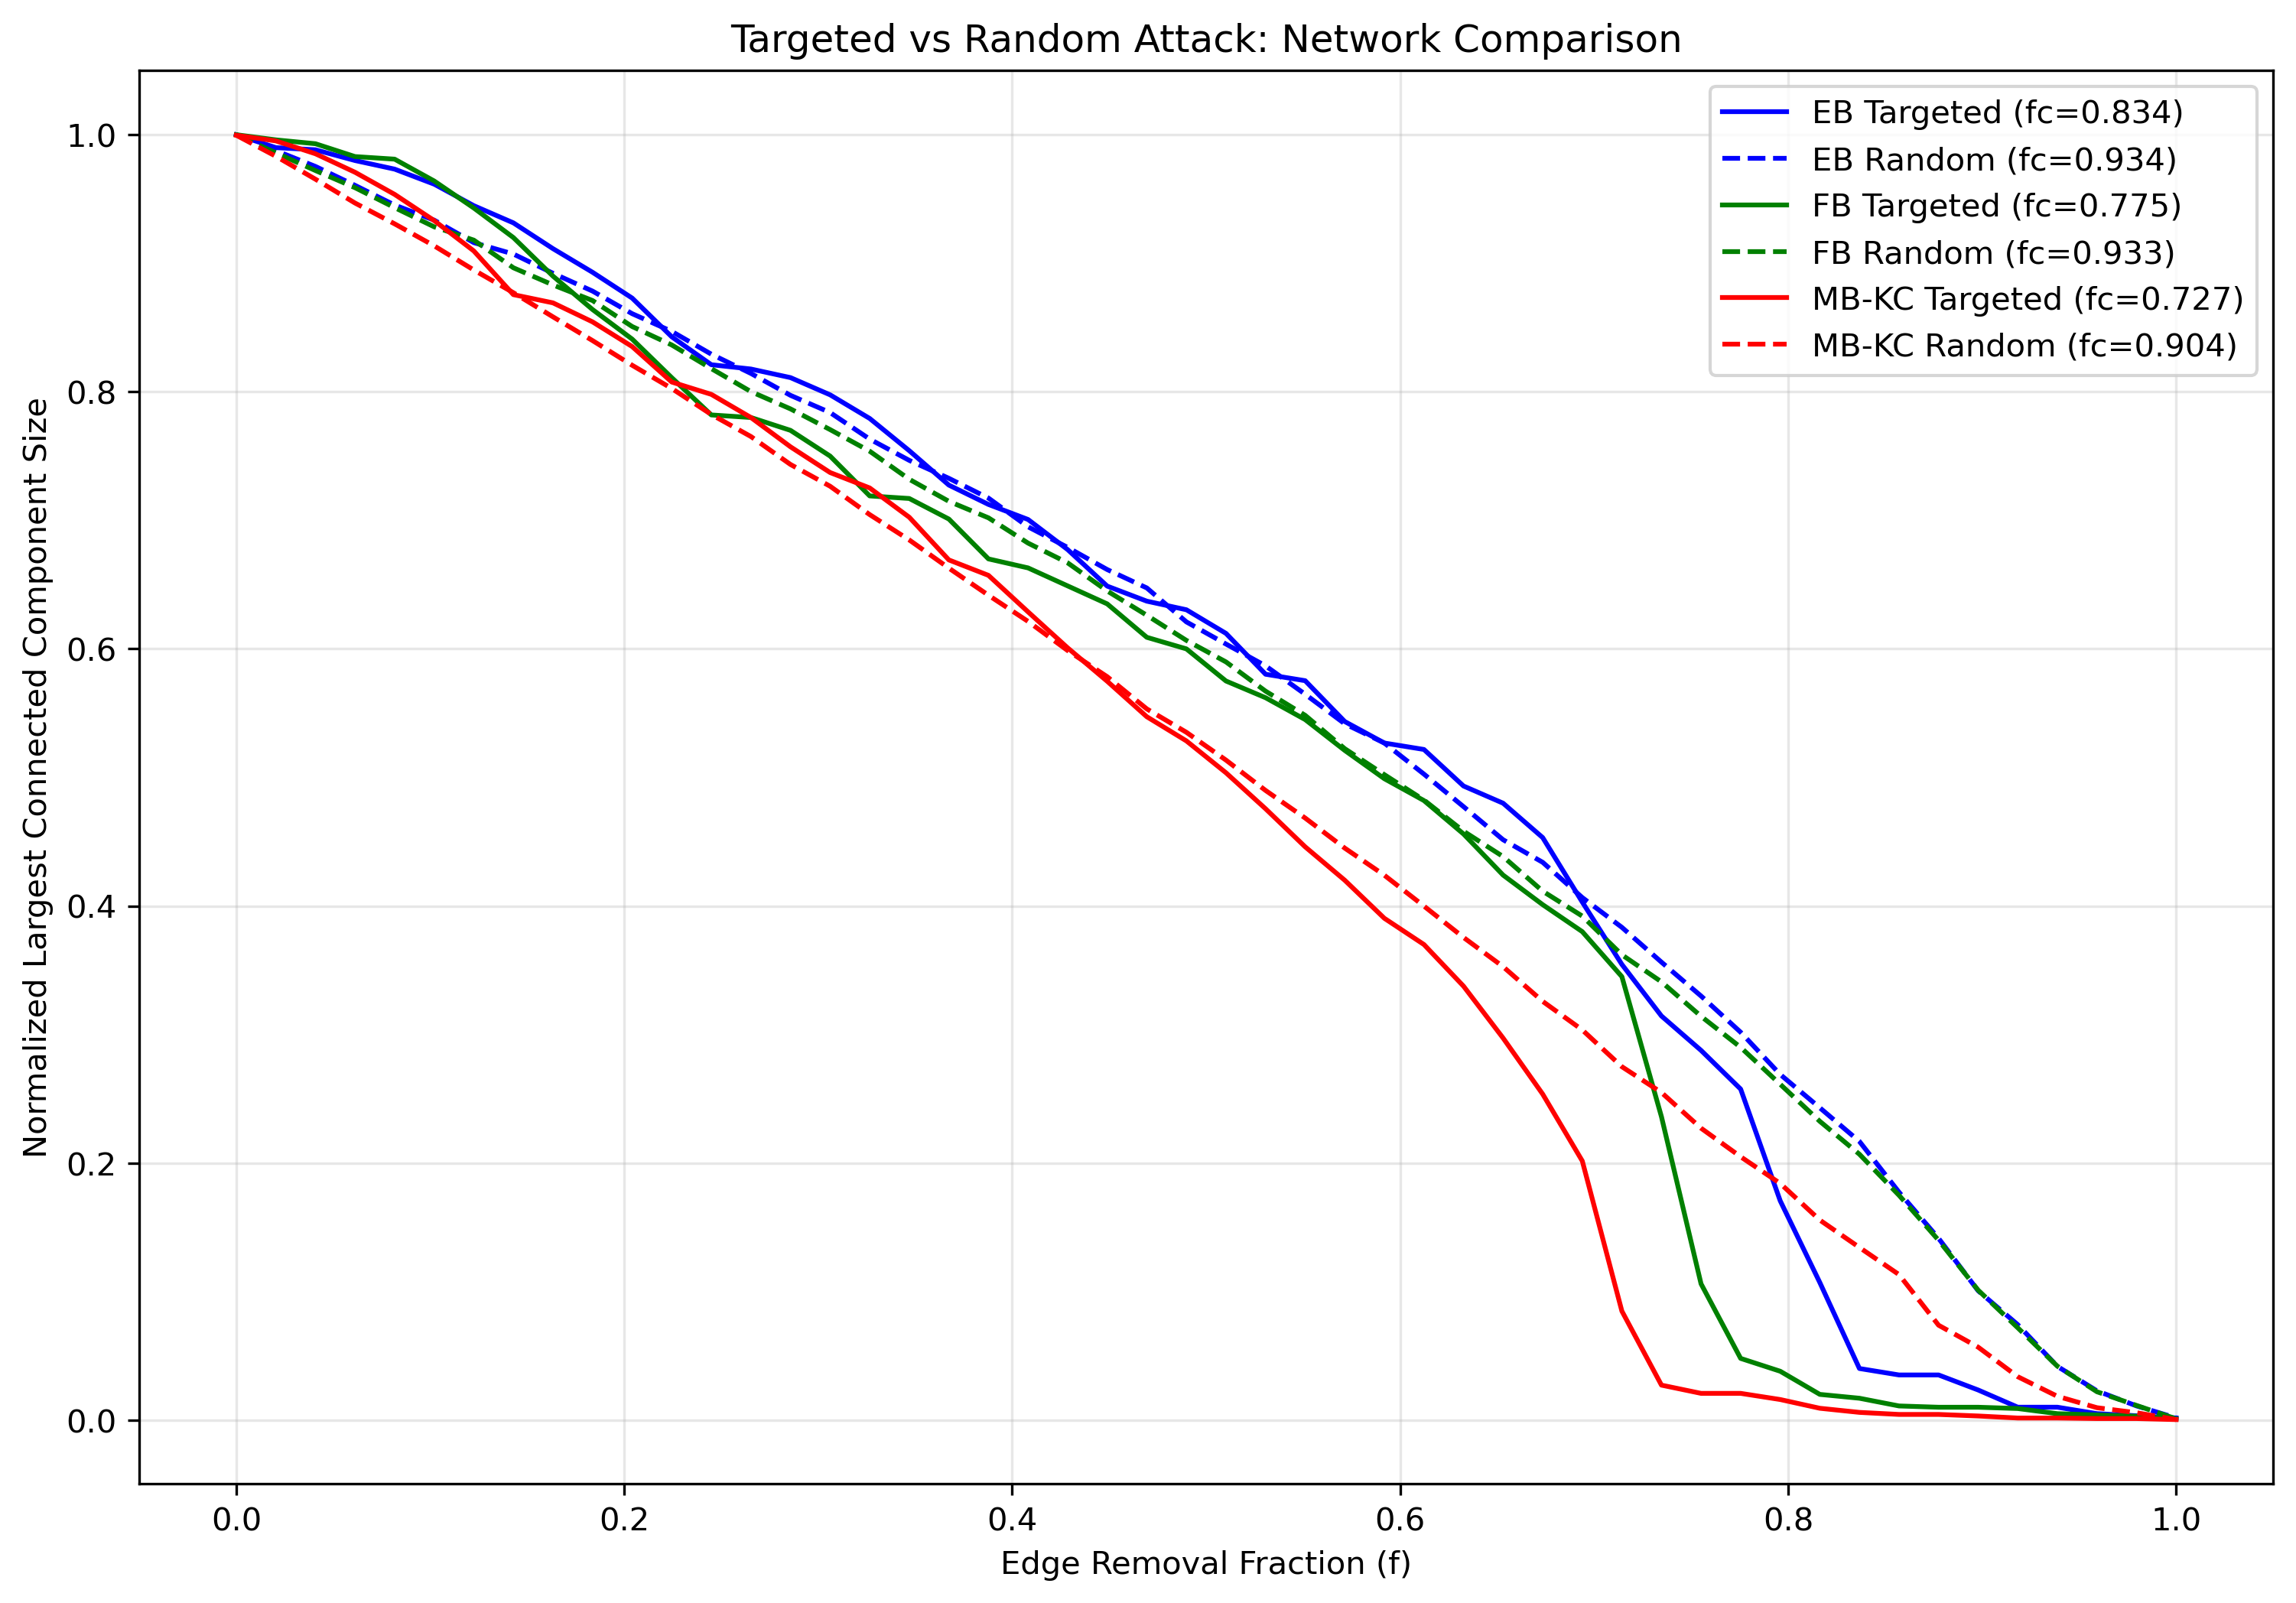 Targeted vs Random Attack: Network Comparison
EB Targeted (fc=0.834)
EB Random (fc=0.934)
FB Targeted (fc=0.775)
FB Random (fc=0.933)
MB-KC Targeted (fc=0.727)
MB-KC Random (fc=0.904)
Normalized Largest Connected Component Size
1.0
0.8
0.6
0.4
0.2
0.0
0.0 0.2 0.4 0.6 0.8 1.0
Edge Removal Fraction (f)